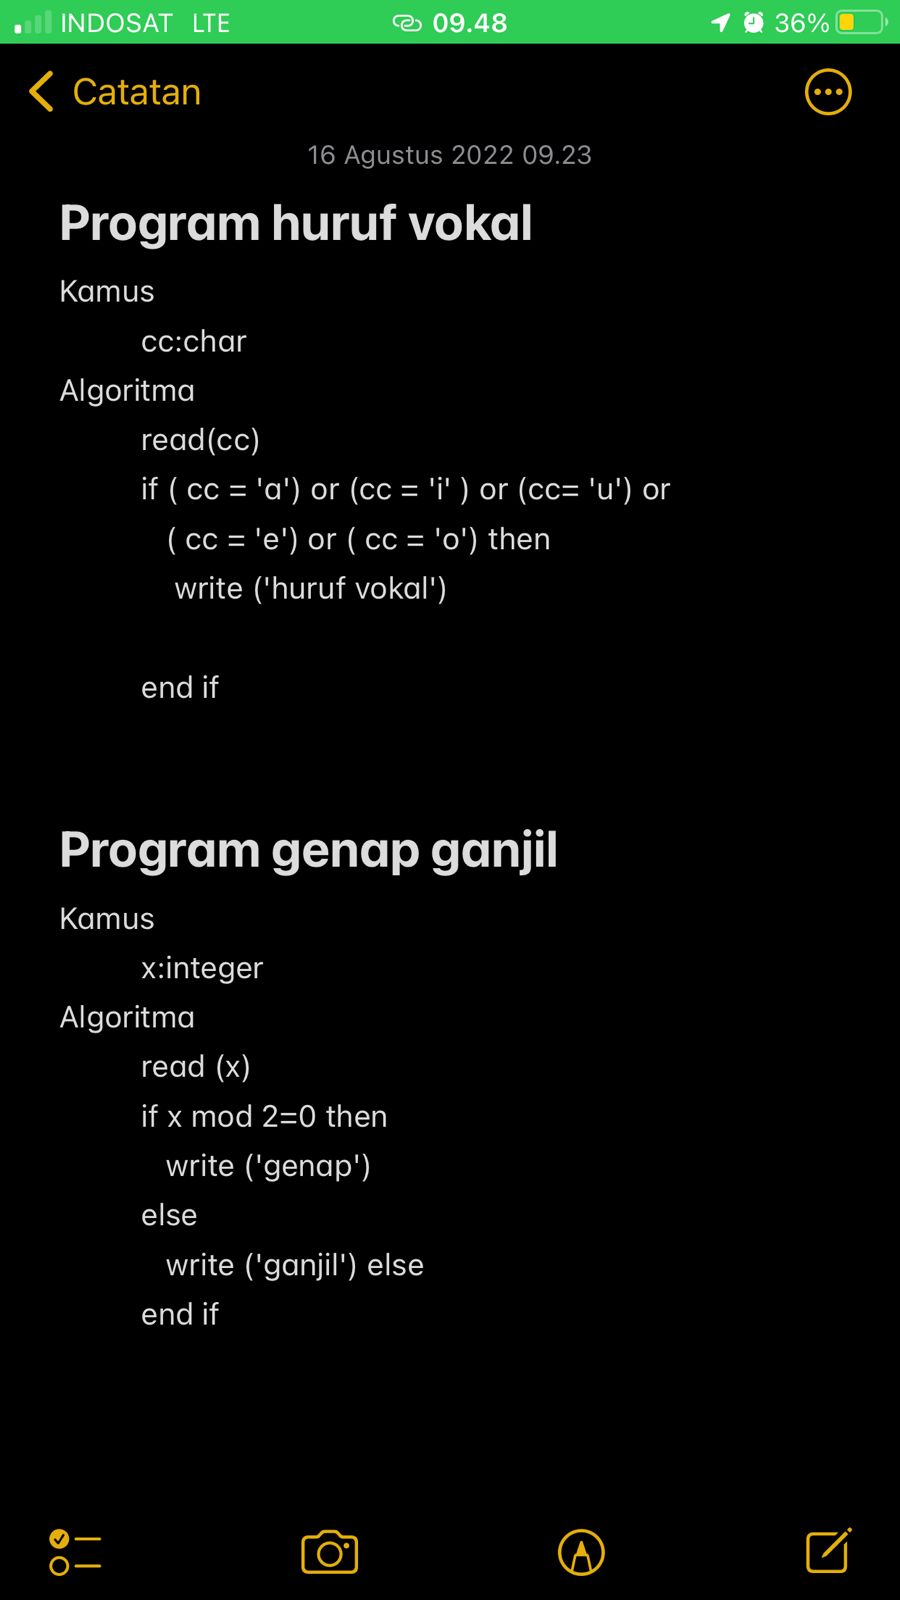 INDOSAT LTE 09.48 36%
Catatan
16 Agustus 2022 09.23
Program huruf vokal
Kamus
cc:char
Algoritma
read(cc)
if ( cc = 'a') or (cc = 'i' ) or (cc= 'u') or
( cc = 'e') or ( cc = 'o') then
write ('huruf vokal')
end if
Program genap ganjil
Kamus
x:integer
Algoritma
read (x)
if x mod 2=0 then
write ('genap')
else
write ('ganjil') else
end if